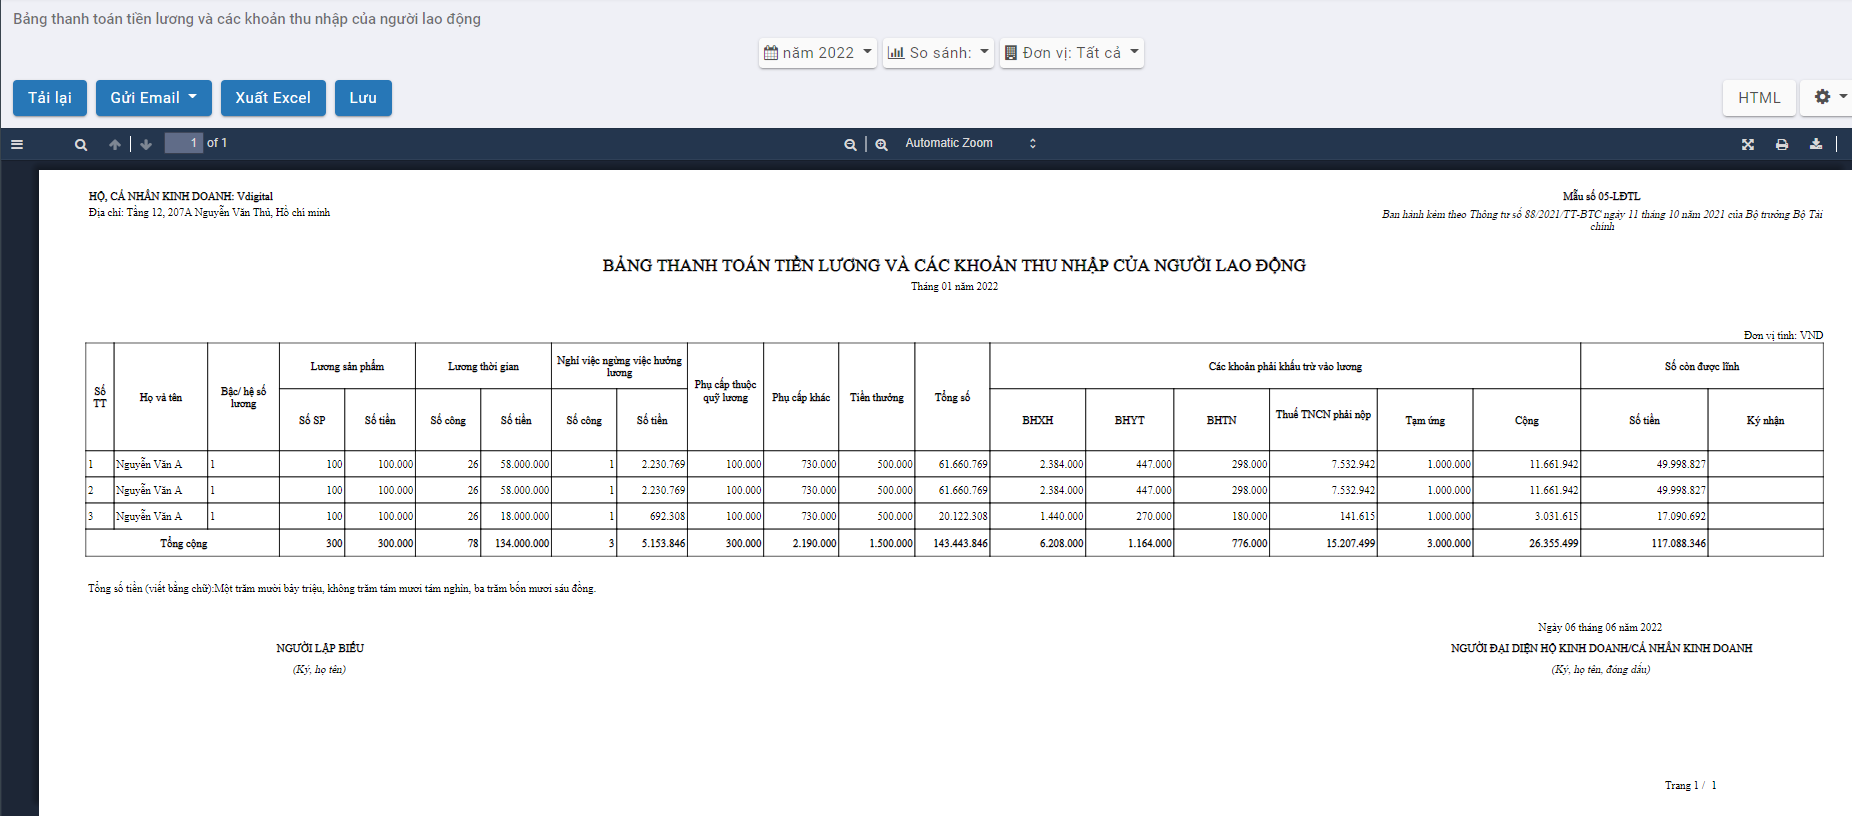 Bảng thanh toán tiền lương và các khoản thu nhập của người lao động
năm 2022 So sánh: Đơn vị: Tất cả
Tải lại Gửi Email Xuất Excel Lưu HTML
1 of 1 Automatic Zoom
HỘ, CÁ NHÂN KINH DOANH: Vdigital
Địa chỉ: Tầng 12, 207A Nguyễn Văn Thủ, Hồ chí minh
Mẫu số 05-LĐTL
Ban hành kèm theo Thông tư số 88/2021/TT-BTC ngày 11 tháng 10 năm 2021 của Bộ trưởng Bộ Tài
chính
BẢNG THANH TOÁN TIỀN LƯƠNG VÀ CÁC KHOẢN THU NHẬP CỦA NGƯỜI LAO ĐỘNG
Tháng 01 năm 2022
Đơn vị tính: VND
Số TT Họ và tên Bậc/ hệ số lương Lương sản phẩm Lương thời gian Nghỉ việc ngừng việc hưởng lương Phụ cấp thuộc quỹ lương Phụ cấp khác Tiền thưởng Tổng số Các khoản phải khấu trừ vào lương Số còn được lĩnh
Số SP Số tiền Số công Số tiền Số công Số tiền BHXH BHYT BHTN Thuế TNCN phải nộp Tạm ứng Cộng Số tiền Ký nhận
1 Nguyễn Văn A 1 100 100.000 26 58.000.000 1 2.230.769 100.000 730.000 500.000 61.660.769 2.384.000 447.000 298.000 7.532.942 1.000.000 11.661.942 49.998.827
2 Nguyễn Văn A 1 100 100.000 26 58.000.000 1 2.230.769 100.000 730.000 500.000 61.660.769 2.384.000 447.000 298.000 7.532.942 1.000.000 11.661.942 49.998.827
3 Nguyễn Văn A 1 100 100.000 26 18.000.000 1 692.308 100.000 730.000 500.000 20.122.308 1.440.000 270.000 180.000 141.615 1.000.000 3.031.615 17.090.692
Tổng cộng 300 300.000 78 134.000.000 3 5.153.846 300.000 2.190.000 1.500.000 143.443.846 6.208.000 1.164.000 776.000 15.207.499 3.000.000 26.355.499 117.088.346
Tổng số tiền (viết bằng chữ):Một trăm mười bảy triệu, không trăm tám mươi tám nghìn, ba trăm bốn mươi sáu đồng.
Ngày 06 tháng 06 năm 2022
NGƯỜI LẬP BIỂU NGƯỜI ĐẠI DIỆN HỘ KINH DOANH/CÁ NHÂN KINH DOANH
(Ký, họ tên) (Ký, họ tên, đóng dấu)
Trang 1 / 1